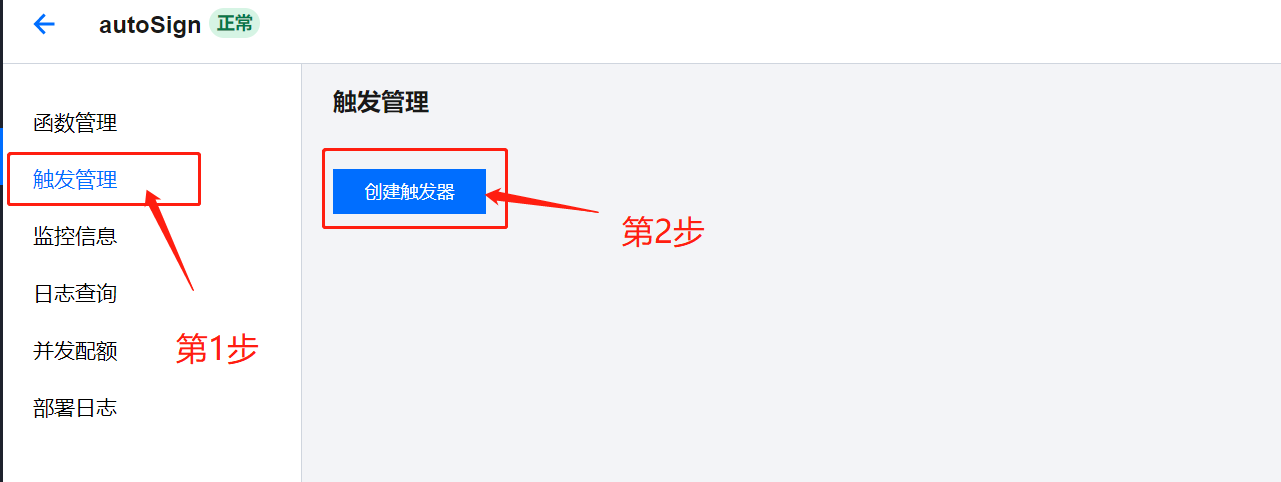 autoSign 正常
函数管理
触发管理
监控信息
日志查询
并发配额
部署日志
第1步
触发管理
创建触发器
第2步